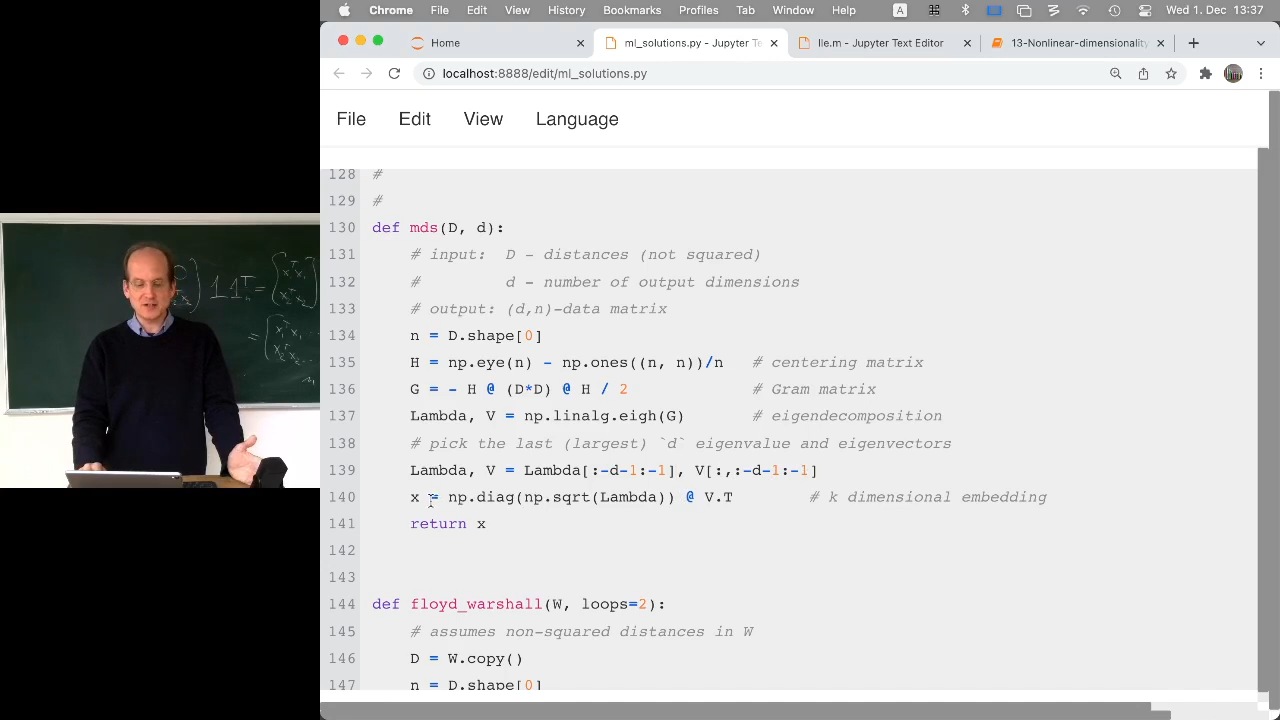 Chrome File Edit View History Bookmarks Profiles Tab Window Help A Wed 1. Dec 13:37
Home × ml_solutions.py - Jupyter Te × lle.m - Jupyter Text Editor × 13-Nonlinear-dimensionality ×
localhost:8888/edit/ml_solutions.py
File Edit View Language
128 #
129 #
130 def mds(D, d):
131 # input: D - distances (not squared)
132 # d - number of output dimensions
133 # output: (d,n)-data matrix
134 n = D.shape[0]
135 H = np.eye(n) - np.ones((n, n))/n # centering matrix
136 G = - H @ (D*D) @ H / 2 # Gram matrix
137 Lambda, V = np.linalg.eigh(G) # eigendecomposition
138 # pick the last (largest) `d` eigenvalue and eigenvectors
139 Lambda, V = Lambda[:-d-1:-1], V[:,:-d-1:-1]
140 x = np.diag(np.sqrt(Lambda)) @ V.T # k dimensional embedding
141 return x
142
143
144 def floyd_warshall(W, loops=2):
145 # assumes non-squared distances in W
146 D = W.copy()
147 n = D.shape[0]